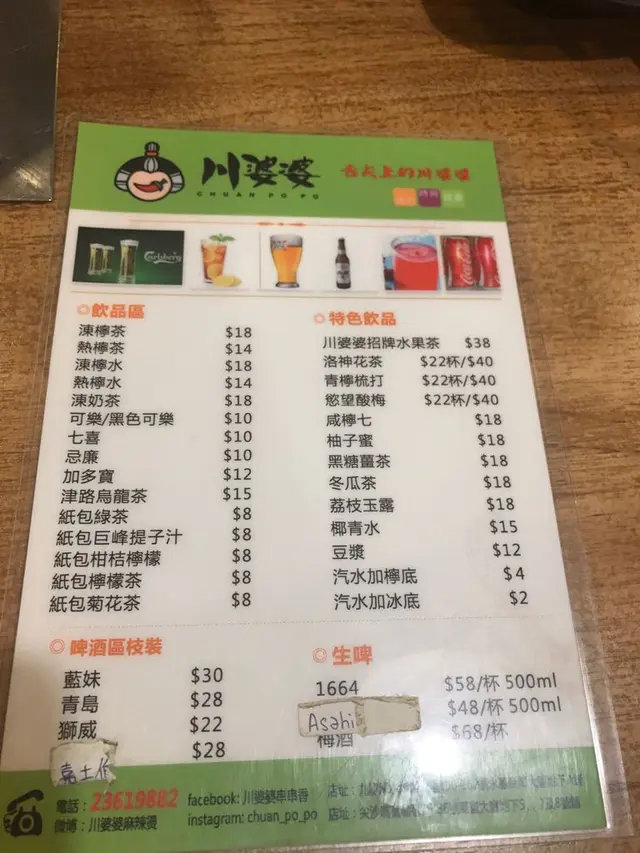 川婆婆
CHUAN PO PO
舌尖上的川婆婆
Carlsberg
Coca-Cola
飲品區
凍檸茶 $18
熱檸茶 $14
凍檸水 $18
熱檸水 $14
凍奶茶 $18
可樂/黑色可樂 $10
七喜 $10
忌廉 $10
加多寶 $12
津路烏龍茶 $15
紙包綠茶 $8
紙包巨峰提子汁 $8
紙包柑桔檸檬 $8
紙包檸檬茶 $8
紙包菊花茶 $8
特色飲品
川婆婆招牌水果茶 $38
洛神花茶 $22杯/$40
青檸梳打 $22杯/$40
慾望酸梅 $22杯/$40
咸檸七 $18
柚子蜜 $18
黑糖薑茶 $18
冬瓜茶 $18
荔枝玉露 $18
椰青水 $15
豆漿 $12
汽水加檸底 $4
汽水加冰底 $2
啤酒區枝裝
藍妹 $30
青島 $28
獅威 $22
嘉士伯 $28
生啤
1664 $58/杯 500ml
Asahi $48/杯 500ml
梅酒 $68/杯
電話：23619882
微博：川婆婆麻辣燙
facebook: 川婆婆串串香
instagram: chuan_po_po
店址：
店址：尖沙